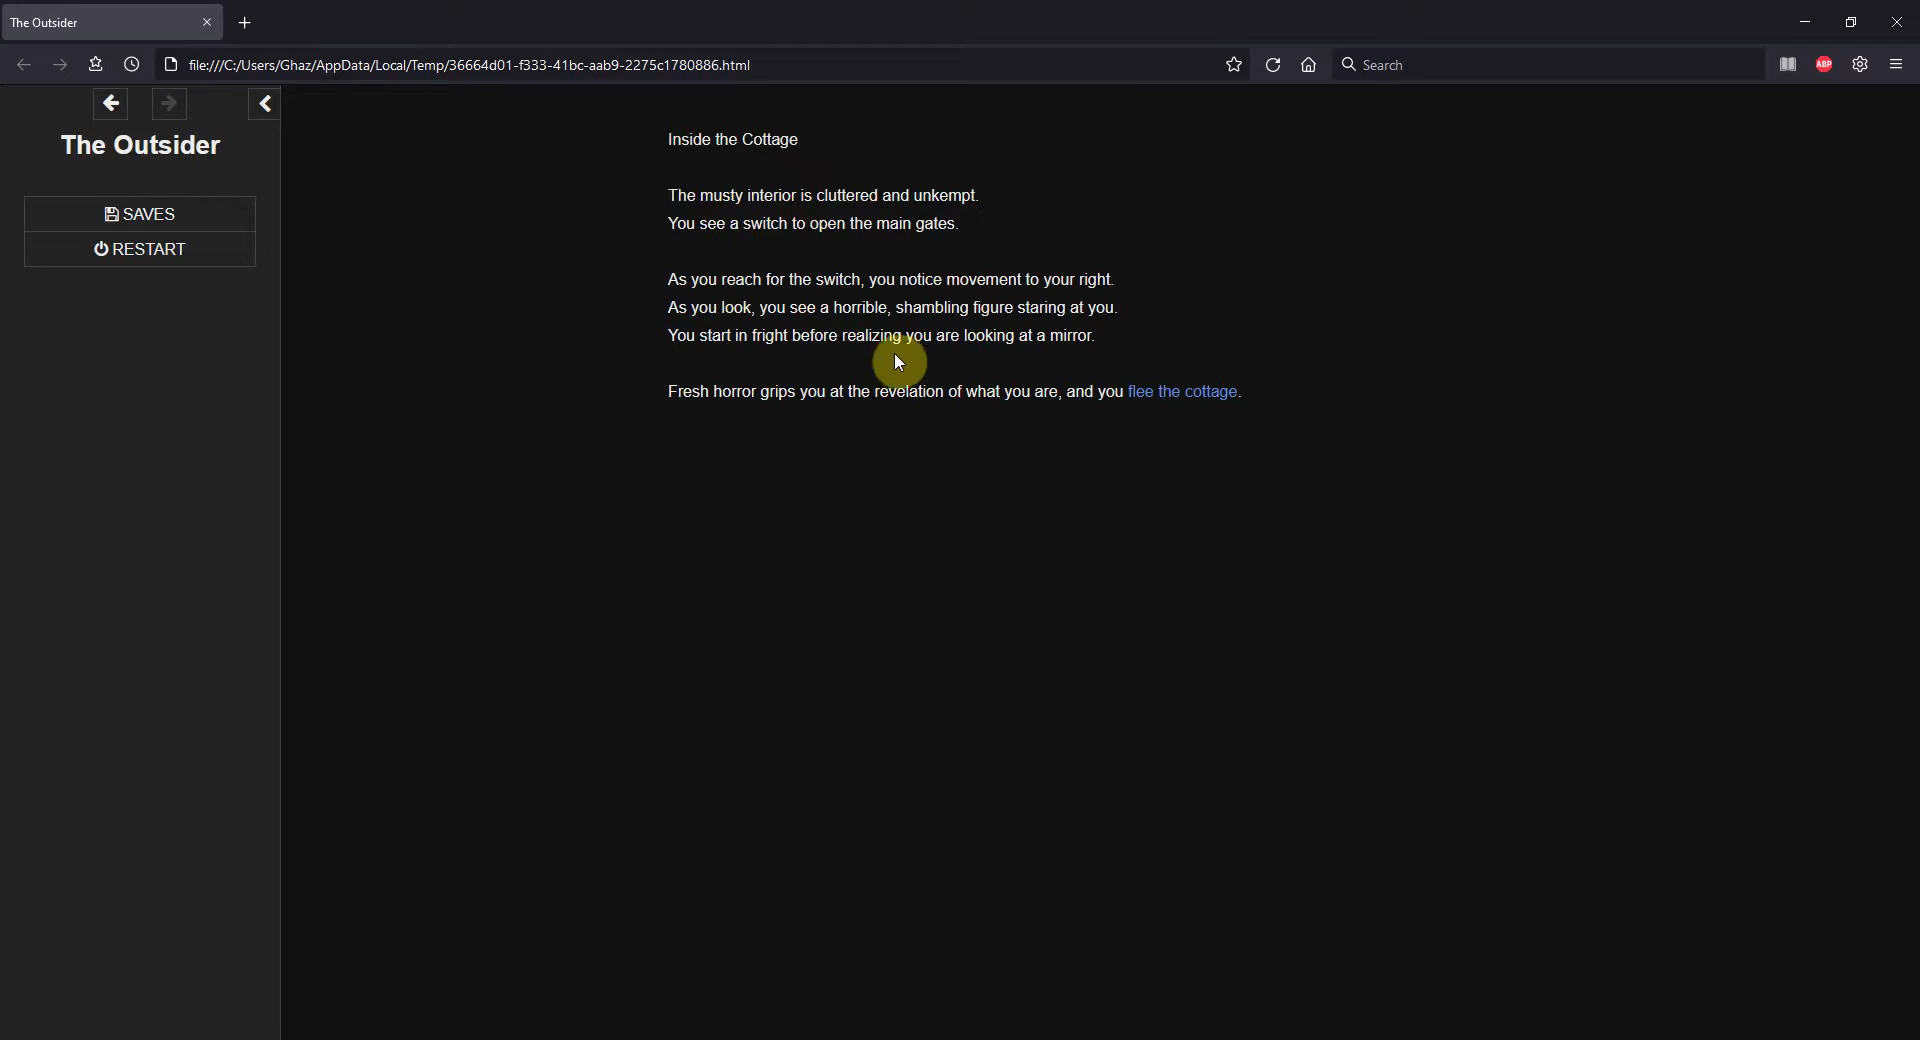 The Outsider
file:///C:/Users/Ghaz/AppData/Local/Temp/36664d01-f333-41bc-aab9-2275c1780886.html
Search
ABP
The Outsider
SAVES
RESTART
Inside the Cottage
The musty interior is cluttered and unkempt.
You see a switch to open the main gates.
As you reach for the switch, you notice movement to your right.
As you look, you see a horrible, shambling figure staring at you.
You start in fright before realizing you are looking at a mirror.
Fresh horror grips you at the revelation of what you are, and you flee the cottage.